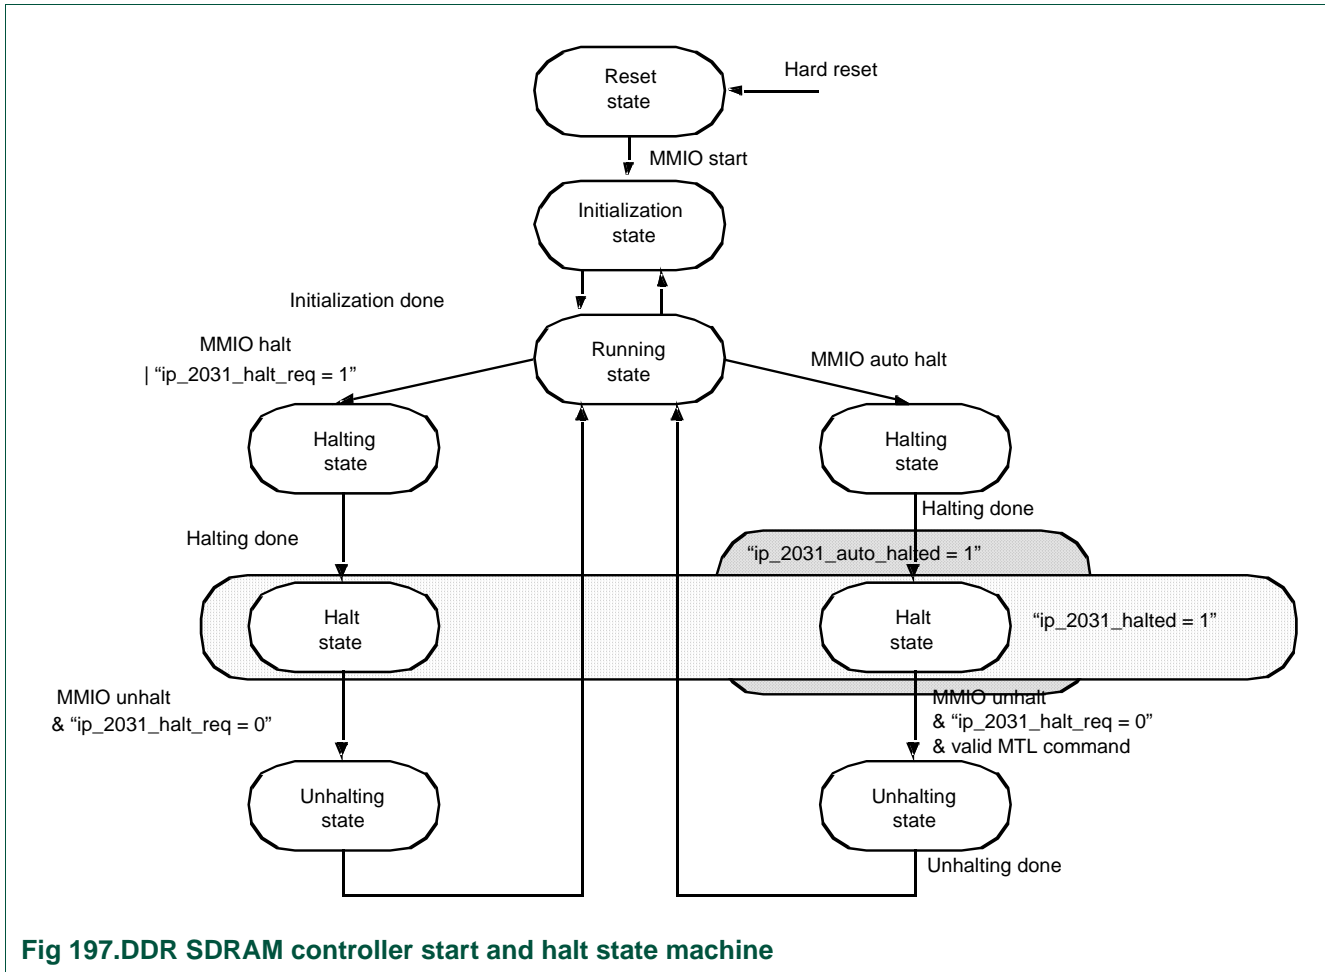 Reset
state
Hard reset
MMIO start
Initialization
state
Initialization done
MMIO halt
| “ip_2031_halt_req = 1”
Running
state
MMIO auto halt
Halting
state
Halting
state
Halting done
Halting done
“ip_2031_auto_halted = 1”
Halt
state
Halt
state
“ip_2031_halted = 1”
MMIO unhalt
& “ip_2031_halt_req = 0”
MMIO unhalt
& “ip_2031_halt_req = 0”
& valid MTL command
Unhalting
state
Unhalting
state
Unhalting done
Fig 197.DDR SDRAM controller start and halt state machine